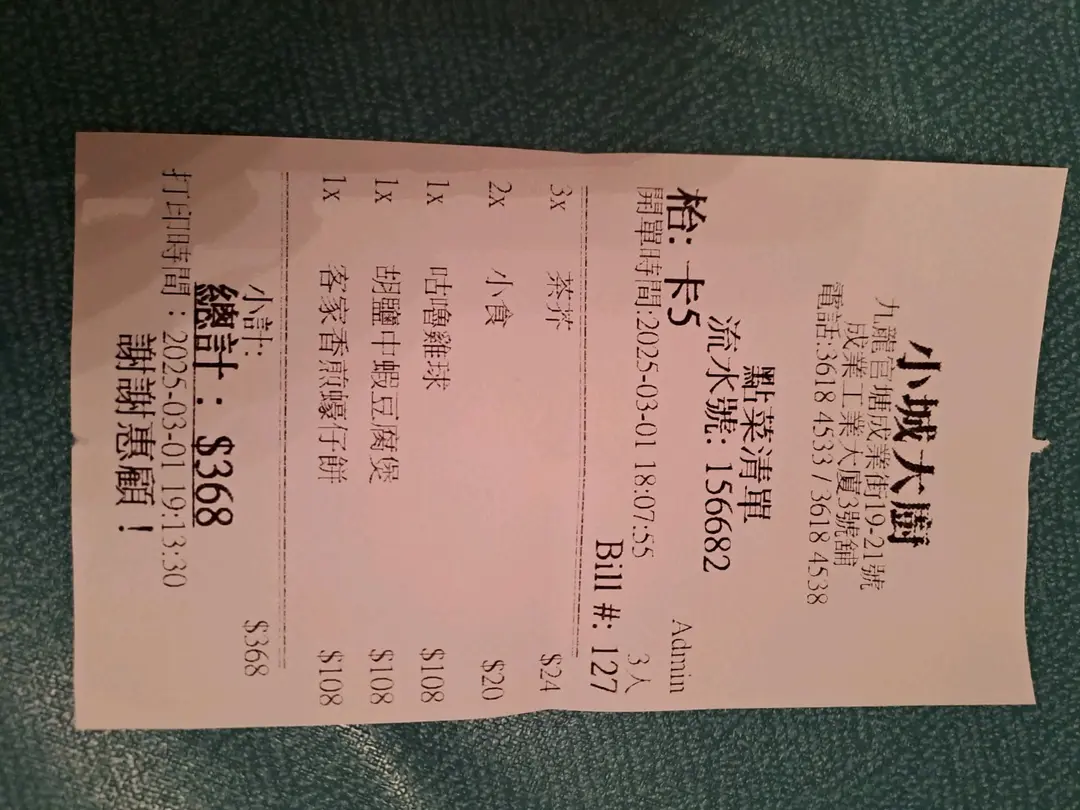 小城大廚
九龍官塘成業街19-21號
成業工業大廈3號舖
電話:3618 4533 / 3618 4538
點菜清單
流水號: 156682
枱: 卡5 Admin
開單時間:2025-03-01 18:07:55 3人
Bill #: 127
3x 茶芥 $24
2x 小食 $20
1x 咕嚕雞球 $108
1x 胡鹽中蝦豆腐煲 $108
1x 客家香煎蠔仔餅 $108
小計: $368
總計：$368
打印時間：2025-03-01 19:13:30
謝謝惠顧！